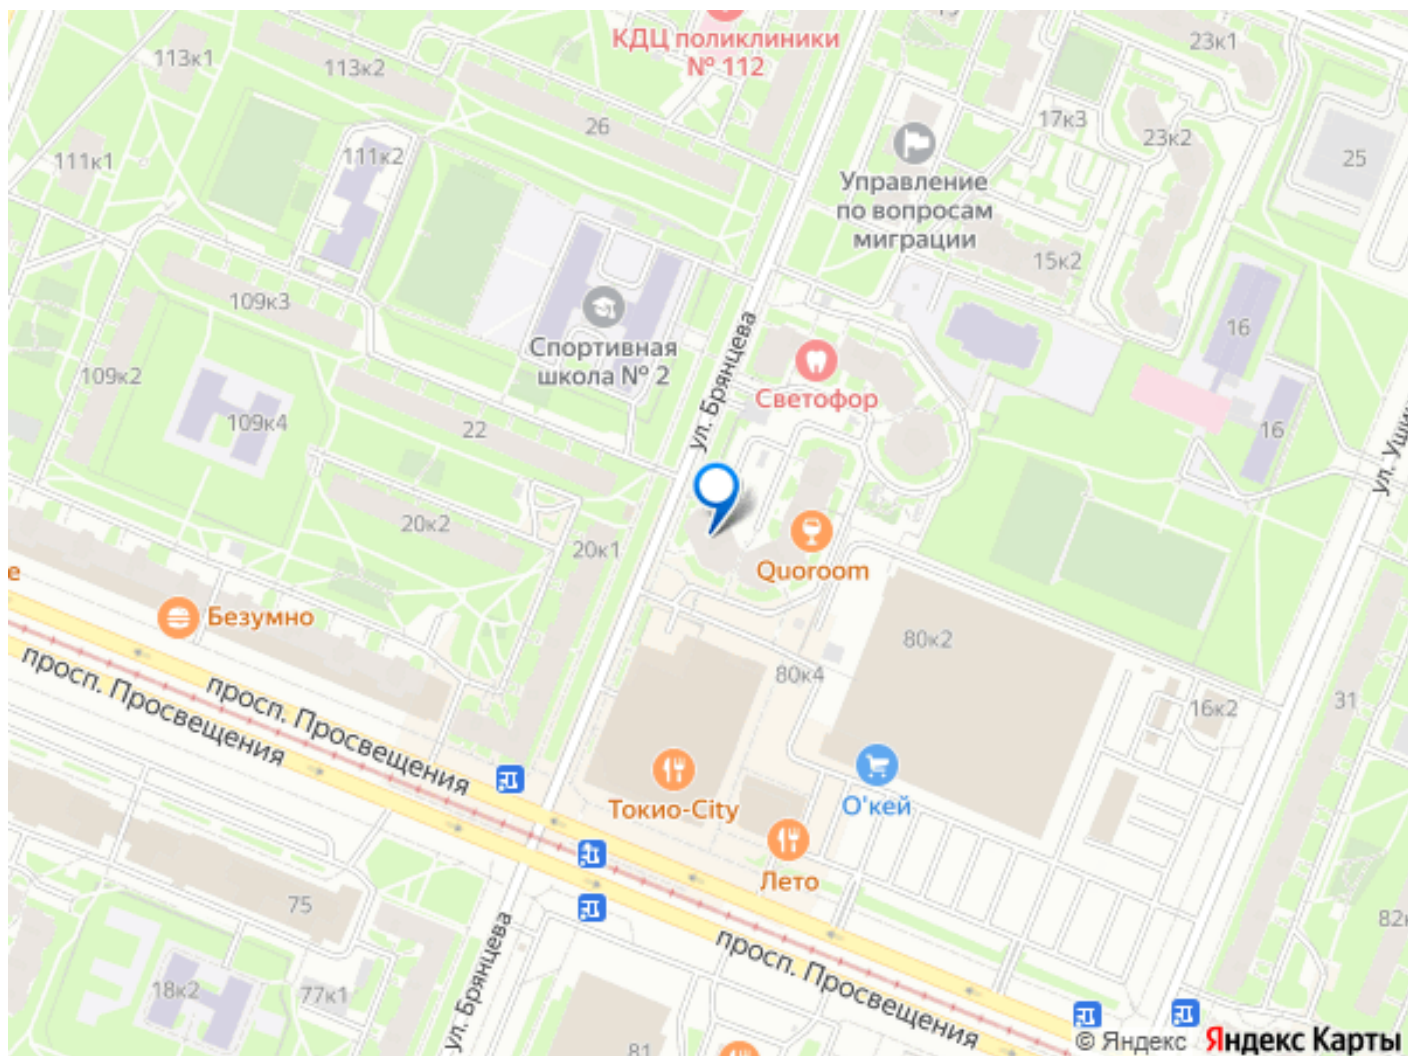 КДЦ поликлиники
№ 112
23к1
113к1
113к2
17к3
23к2
26
25
111к1
111к2
Управление
по вопросам
миграции
15к2
109к3
16
Спортивная
школа № 2
ул. Брянцева
109к2
Светофор
109к4
22
16
20к2
20к1
Quoroom
е
Безумно
80к2
80к4
просп. Просвещения
просп. Просвещения
16к2
31
Токио-City
О'кей
Лето
75
82к
ул. Брянцева
просп. Просвещения
18к2
77к1
81
© Яндекс Яндекс Карты